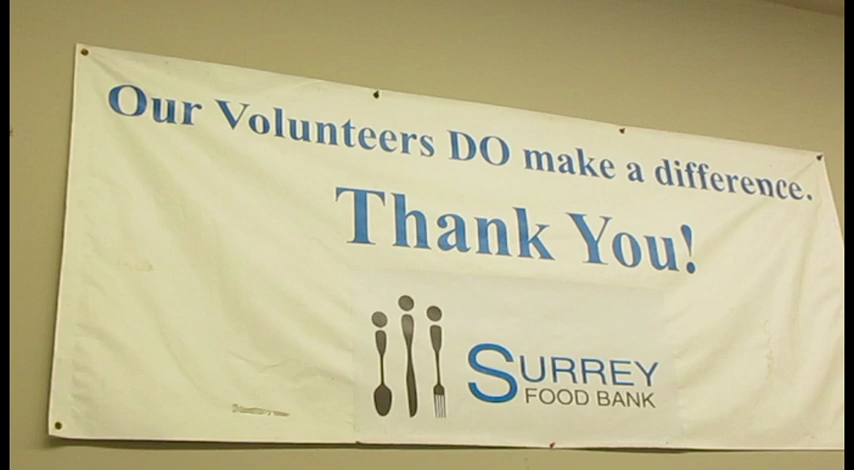 Our Volunteers DO make a difference.
Thank You!
SURREY
FOOD BANK